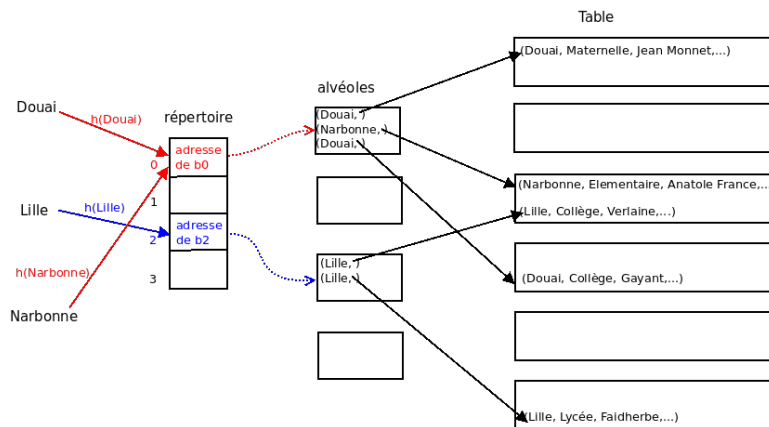 Table
alvéoles
répertoire
(Douai, Maternelle, Jean Monnet,...)
Douai
h(Douai)
(Douai, )
(Narbonne, )
(Douai, )
0
adresse
de b0
1
(Narbonne, Elementaire, Anatole France,...
Lille
h(Lille)
(Lille, Collège, Verlaine,...)
2
adresse
de b2
(Lille, )
(Lille, )
h(Narbonne)
3
(Douai, Collège, Gayant,...)
Narbonne
(Lille, Lycée, Faidherbe,...)